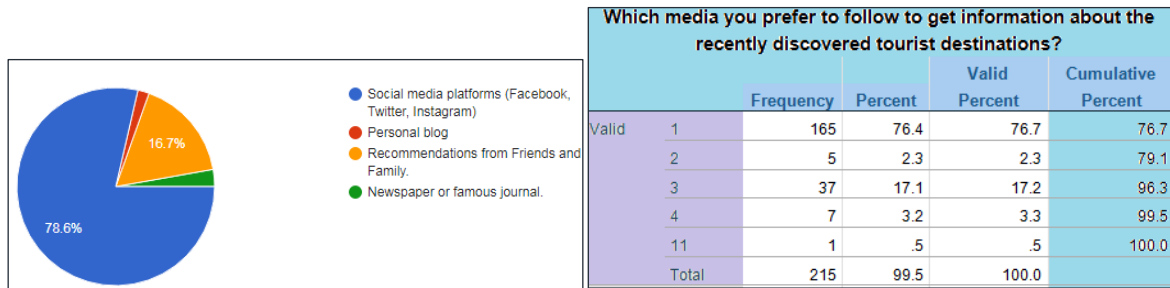 78.6%
16.7%
Social media platforms (Facebook,
Twitter, Instagram)
Personal blog
Recommendations from Friends and
Family.
Newspaper or famous journal.
Which media you prefer to follow to get information about the
recently discovered tourist destinations?
Valid Cumulative
Frequency Percent Percent Percent
Valid 1 165 76.4 76.7 76.7
2 5 2.3 2.3 79.1
3 37 17.1 17.2 96.3
4 7 3.2 3.3 99.5
11 1 .5 .5 100.0
Total 215 99.5 100.0